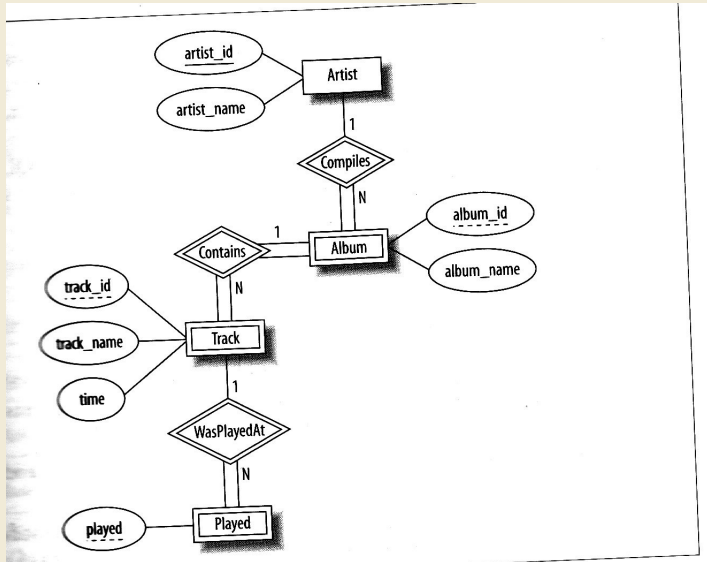 artist_id
Artist
artist_name
1
Compiles
N
album_id
1
Album
Contains
album_name
track_id
N
track_name
Track
time
1
WasPlayedAt
N
played
Played